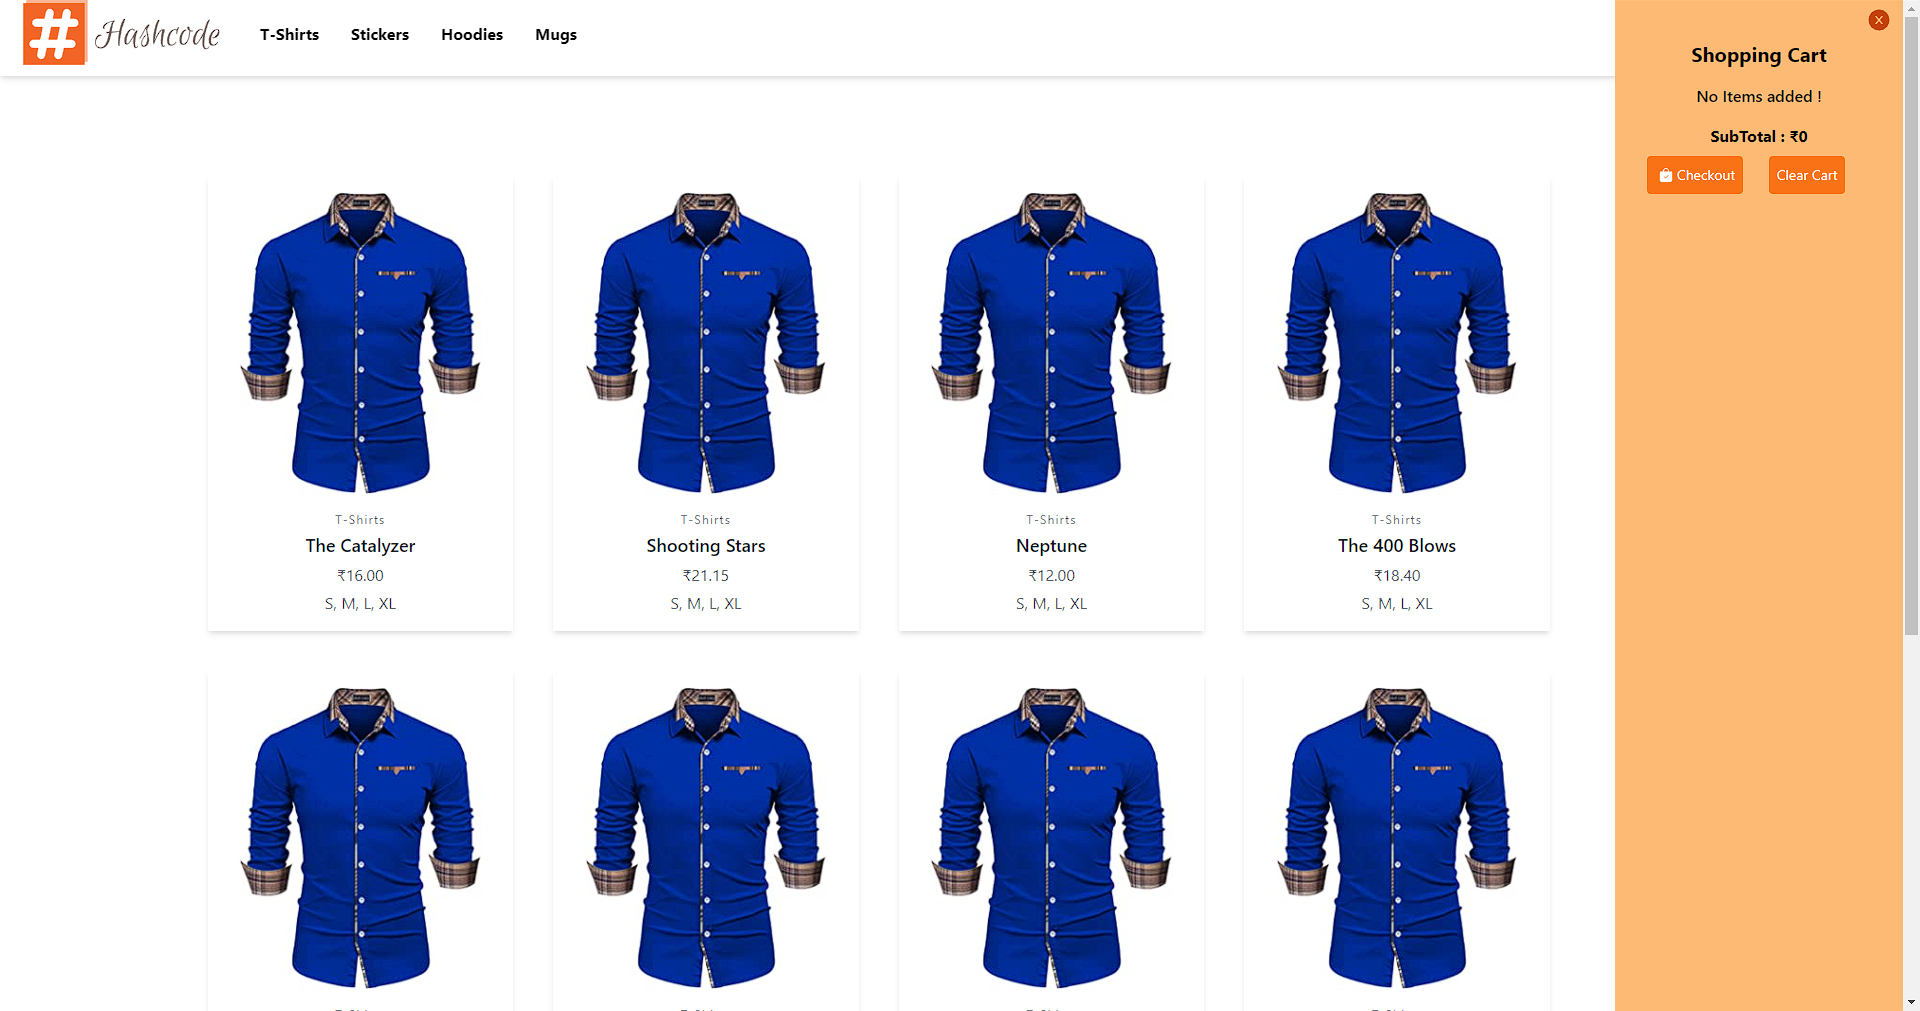 # Hashcode
T-Shirts Stickers Hoodies Mugs
X
Shopping Cart
No Items added !
SubTotal : ₹0
Checkout Clear Cart
T-Shirts
The Catalyzer
₹16.00
S, M, L, XL
T-Shirts
Shooting Stars
₹21.15
S, M, L, XL
T-Shirts
Neptune
₹12.00
S, M, L, XL
T-Shirts
The 400 Blows
₹18.40
S, M, L, XL